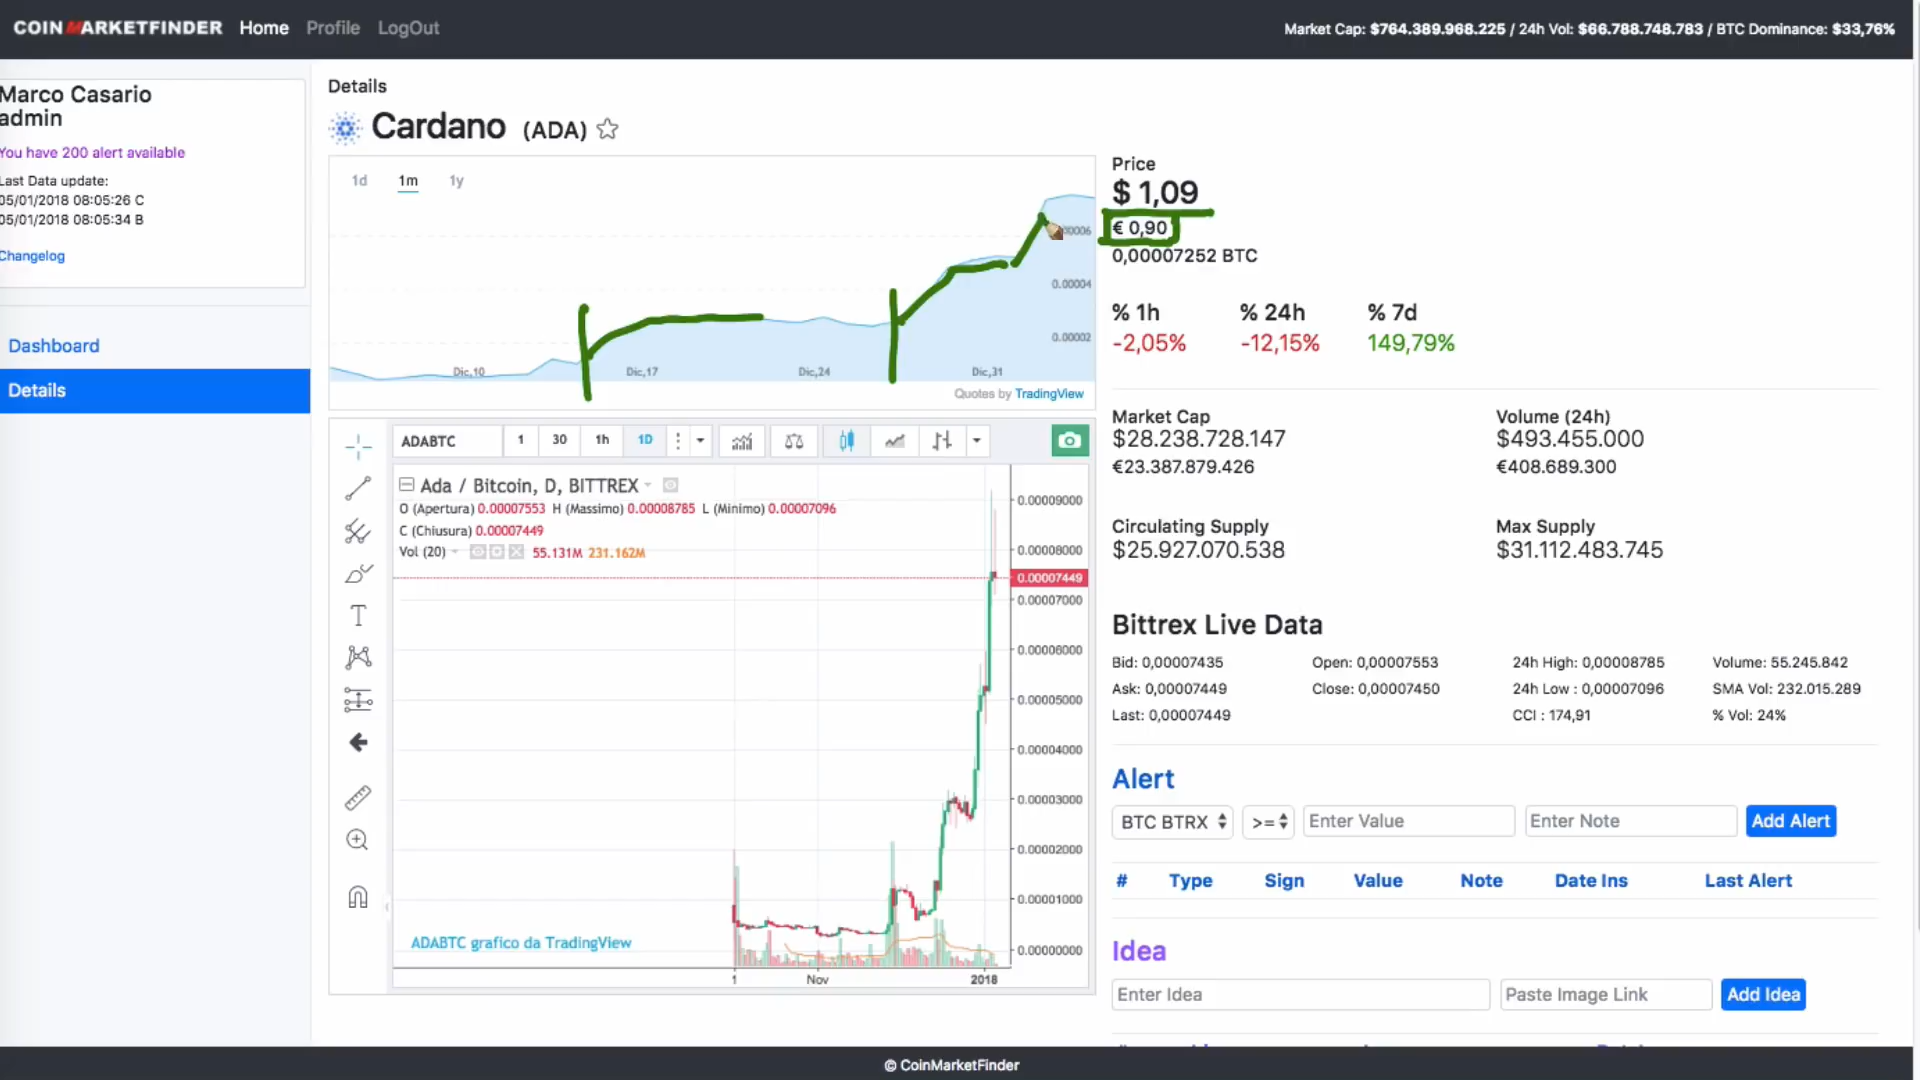 COINMARKETFINDER Home Profile LogOut
Market Cap: $764.389.968.225 / 24h Vol: $66.788.748.783 / BTC Dominance: $33,76%
Marco Casario
admin
You have 200 alert available
Last Data update:
05/01/2018 08:05:26 C
05/01/2018 08:05:34 B
Changelog
Dashboard
Details
Details
Cardano (ADA)
1d 1m 1y
0.00006
0.00004
0.00002
Dic,10 Dic,17 Dic,24 Dic,31
Quotes by TradingView
ADABTC 1 30 1h 1D
Ada / Bitcoin, D, BITTREX
O (Apertura) 0.00007553 H (Massimo) 0.00008785 L (Minimo) 0.00007096
C (Chiusura) 0.00007449
Vol (20) 55.131M 231.162M
0.00009000
0.00008000
0.00007449
0.00007000
0.00006000
0.00005000
0.00004000
0.00003000
0.00002000
0.00001000
0.00000000
ADABTC grafico da TradingView
1 Nov 2018
Price
$ 1,09
€ 0,90
0,00007252 BTC
% 1h % 24h % 7d
-2,05% -12,15% 149,79%
Market Cap Volume (24h)
$28.238.728.147 $493.455.000
€23.387.879.426 €408.689.300
Circulating Supply Max Supply
$25.927.070.538 $31.112.483.745
Bittrex Live Data
Bid: 0,00007435 Open: 0,00007553 24h High: 0,00008785 Volume: 55.245.842
Ask: 0,00007449 Close: 0,00007450 24h Low : 0,00007096 SMA Vol: 232.015.289
Last: 0,00007449 CCI : 174,91 % Vol: 24%
Alert
BTC BTRX >= Enter Value Enter Note Add Alert
# Type Sign Value Note Date Ins Last Alert
Idea
Enter Idea Paste Image Link Add Idea
© CoinMarketFinder